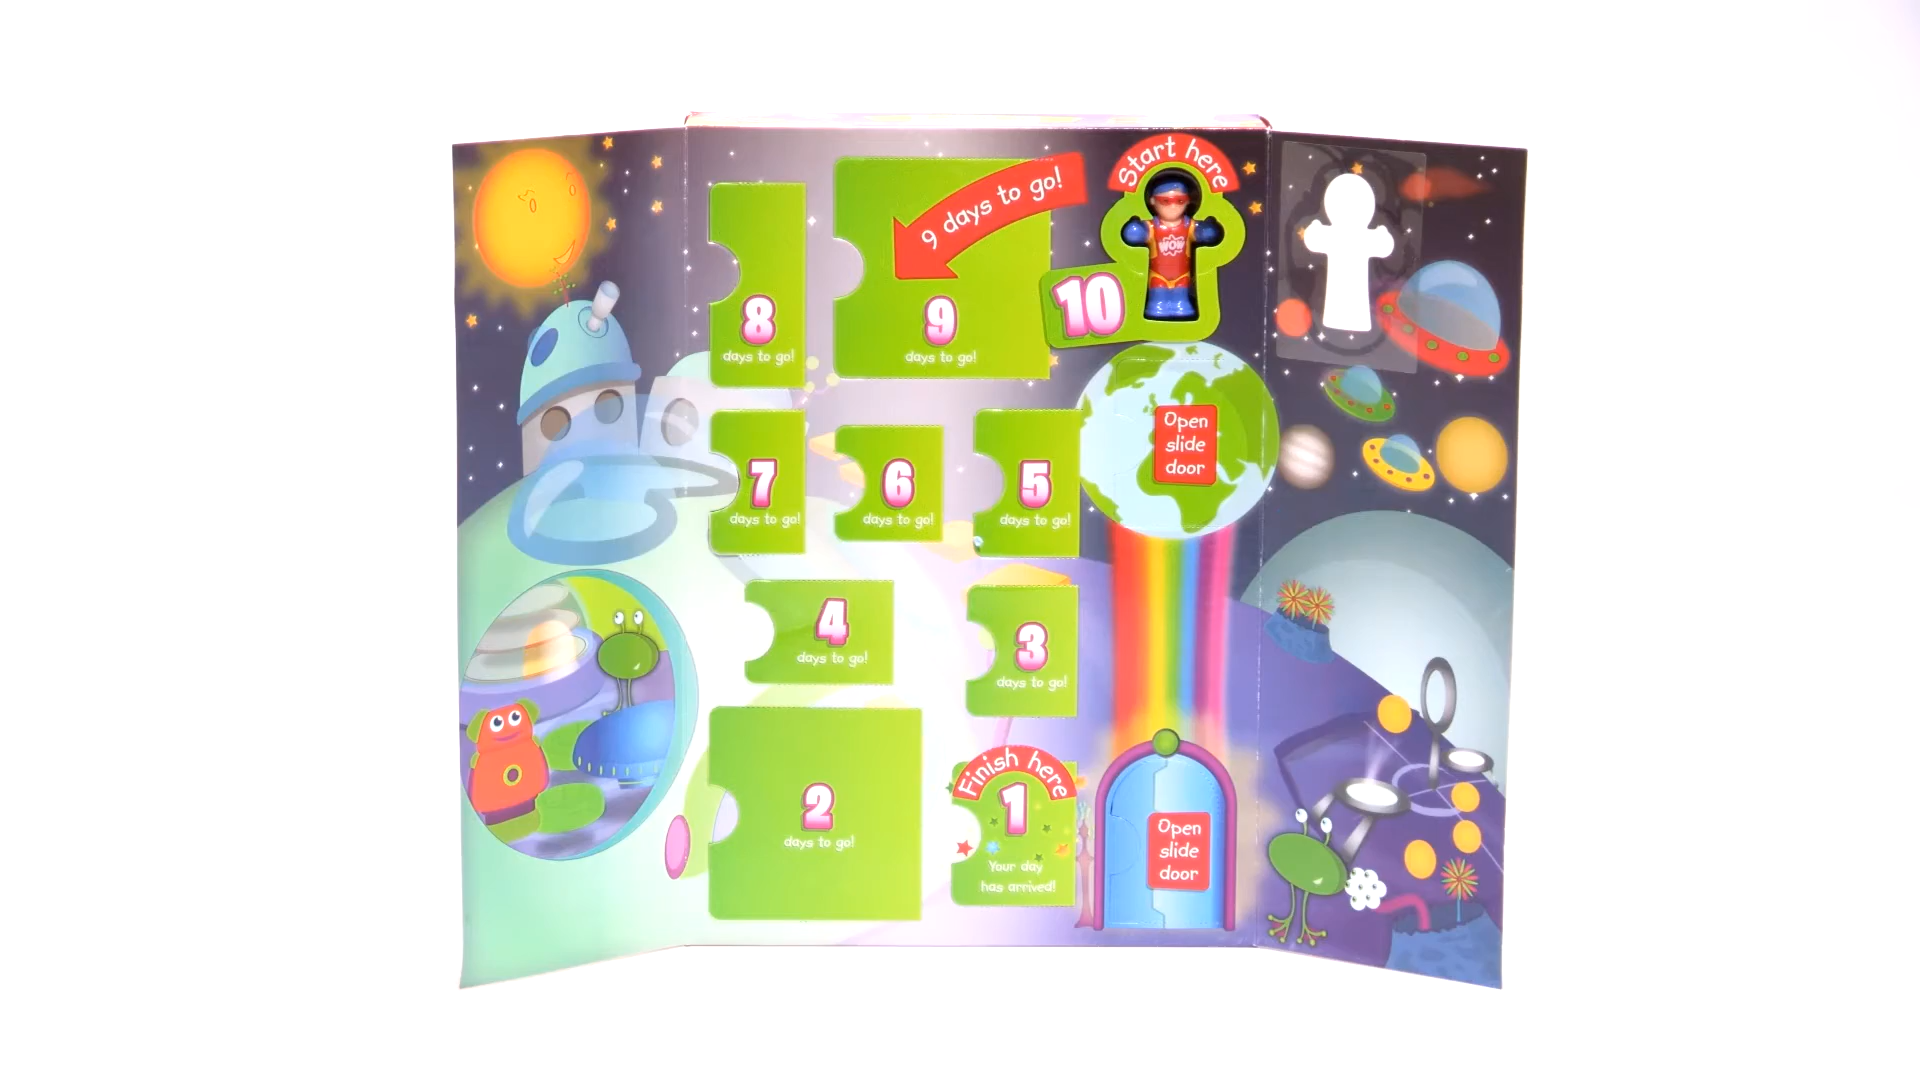 Start here
WOW
10
9 days to go!
8
days to go!
9
days to go!
Open
slide
door
7
days to go!
6
days to go!
5
days to go!
4
days to go!
3
days to go!
2
days to go!
Finish here
1
Your day
has arrived!
Open
slide
door